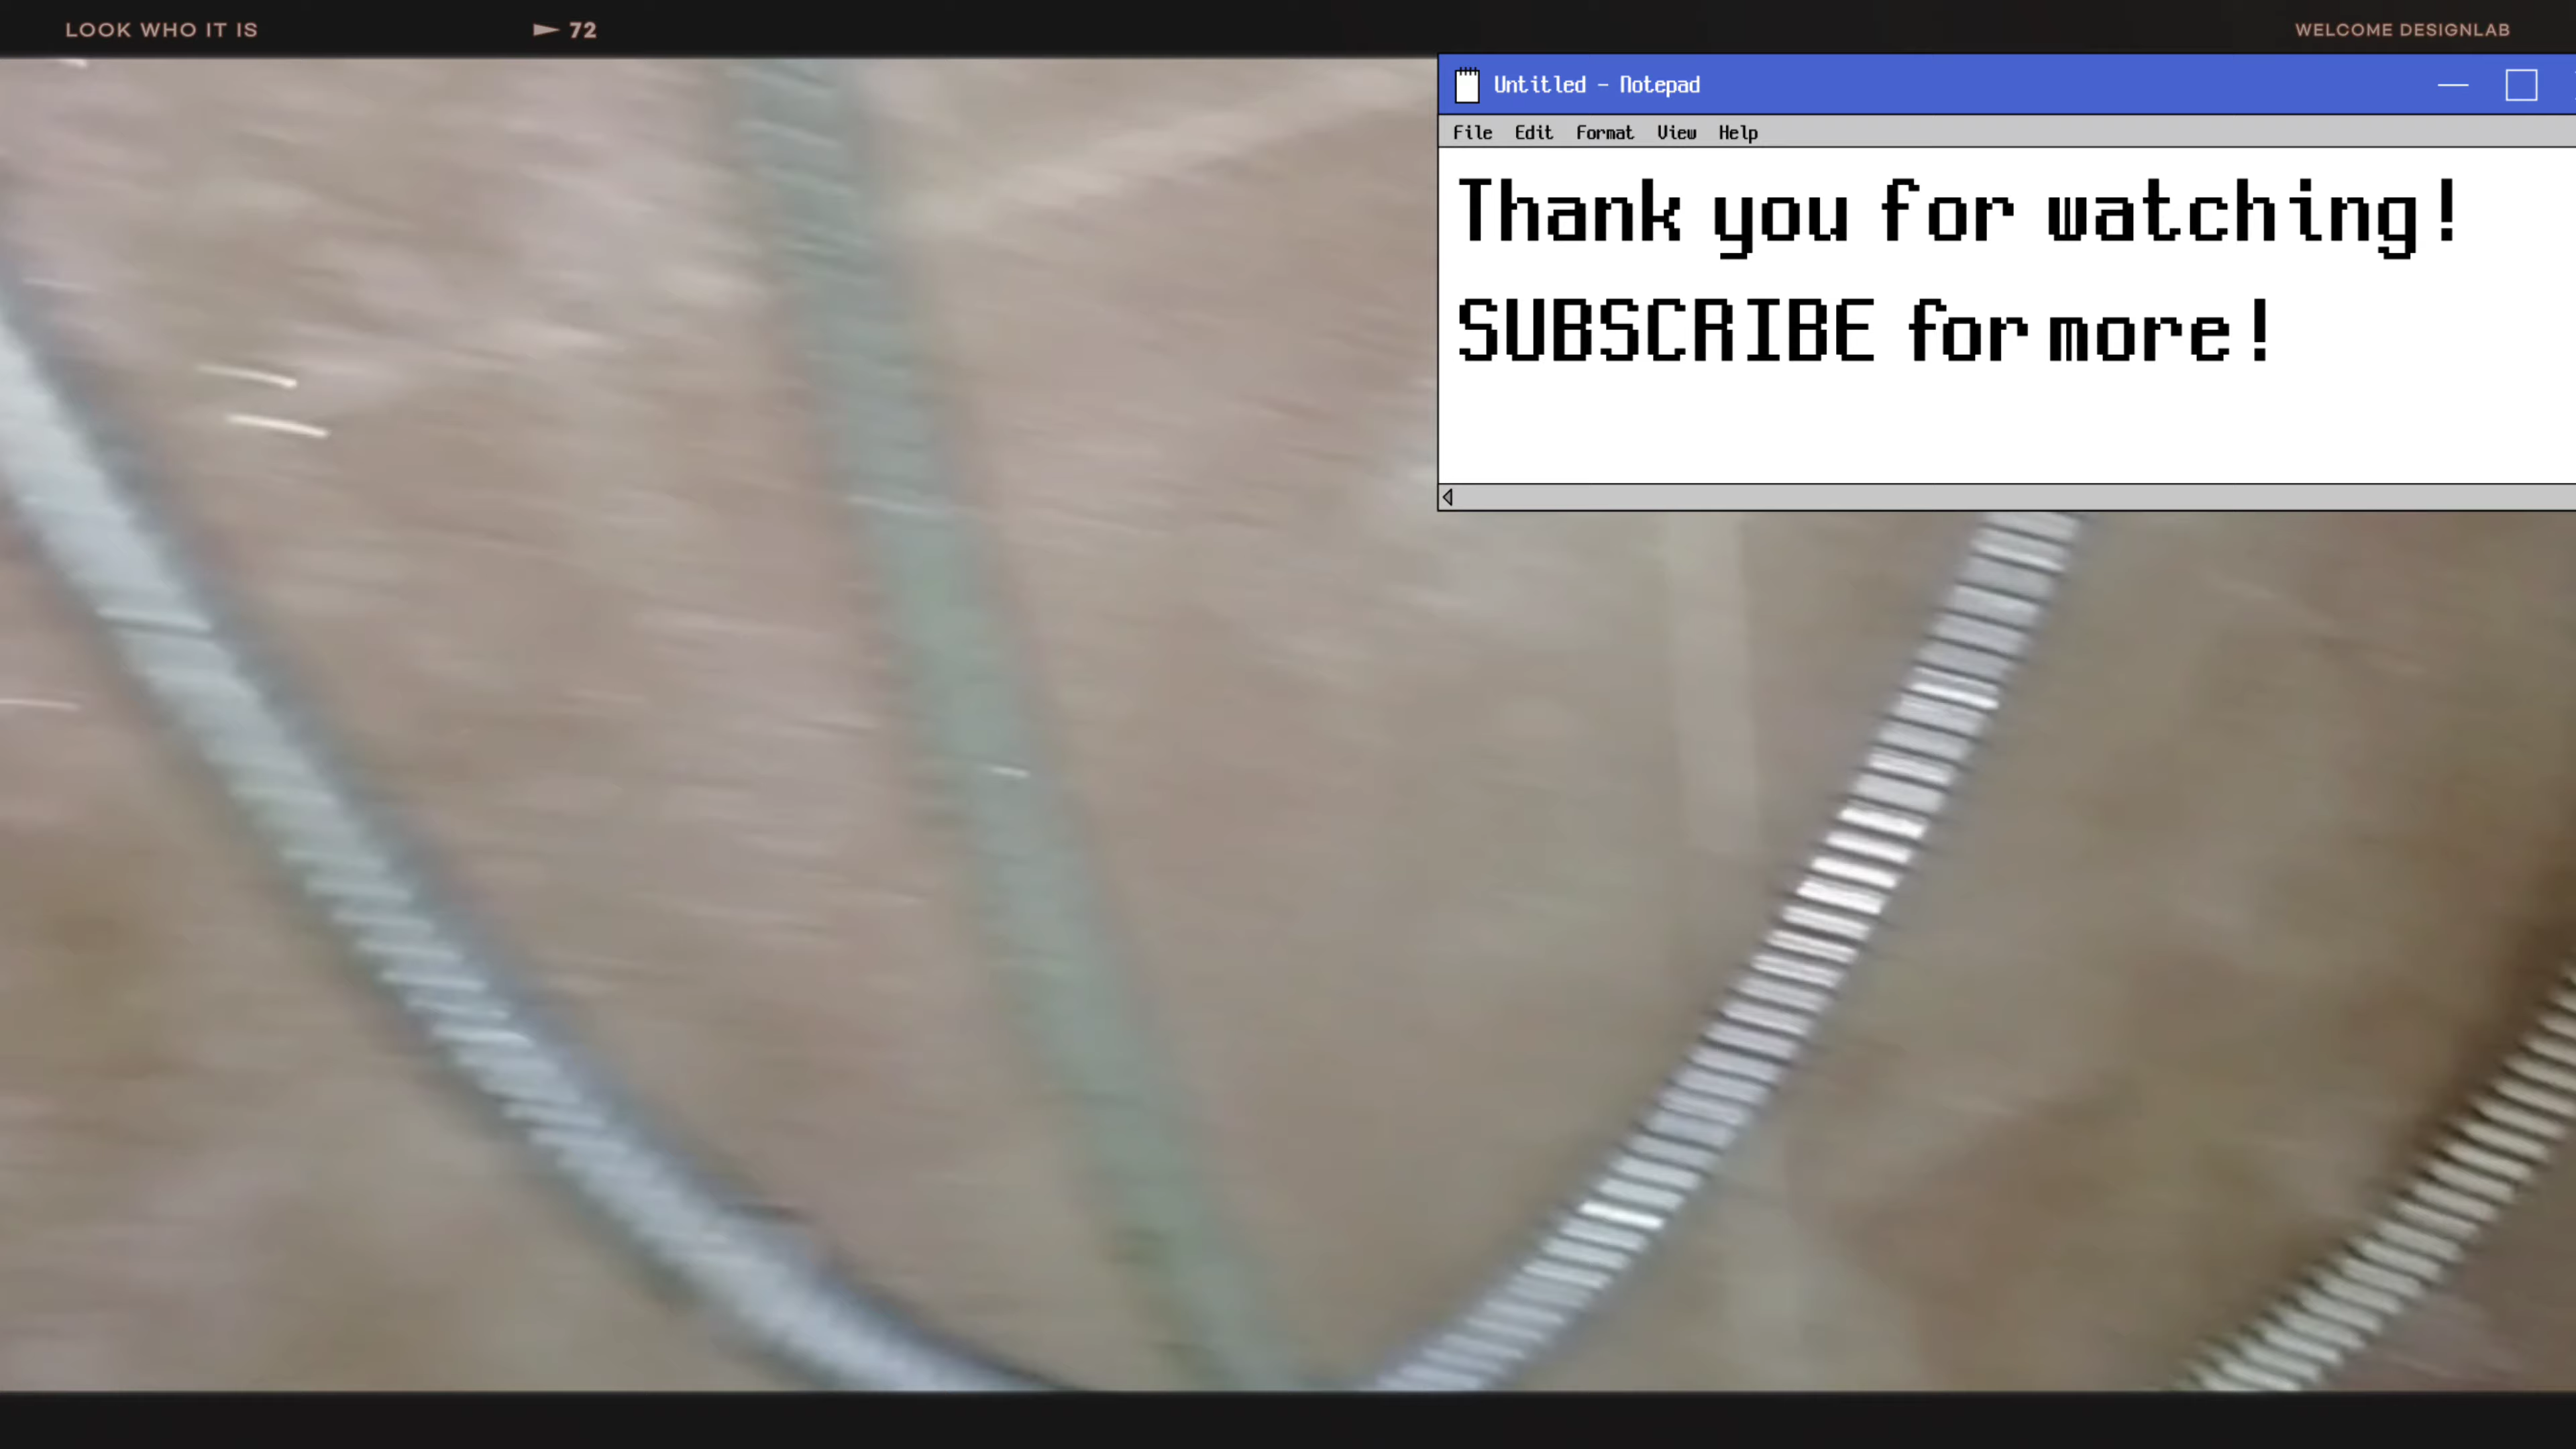 LOOK WHO IT IS
72
WELCOME DESIGNLAB
Untitled - Notepad
File Edit Format View Help
Thank you for watching!
SUBSCRIBE for more!